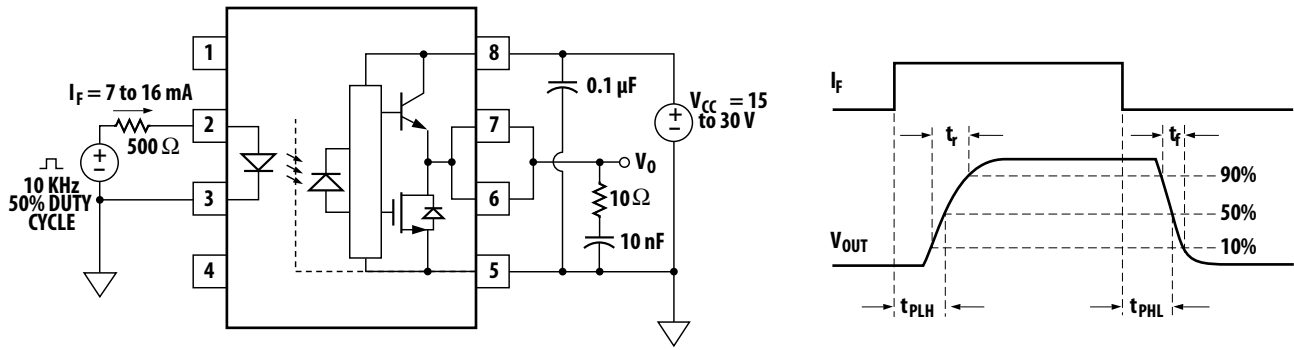 1
2
3
4
8
7
6
5
I_F = 7 to 16 mA
500 Ω
+
−
10 KHz
50% DUTY
CYCLE
0.1 µF
V_CC = 15
to 30 V
+
−
V_O
10 Ω
10 nF
I_F
t_r
t_f
90%
50%
10%
V_OUT
t_PLH
t_PHL